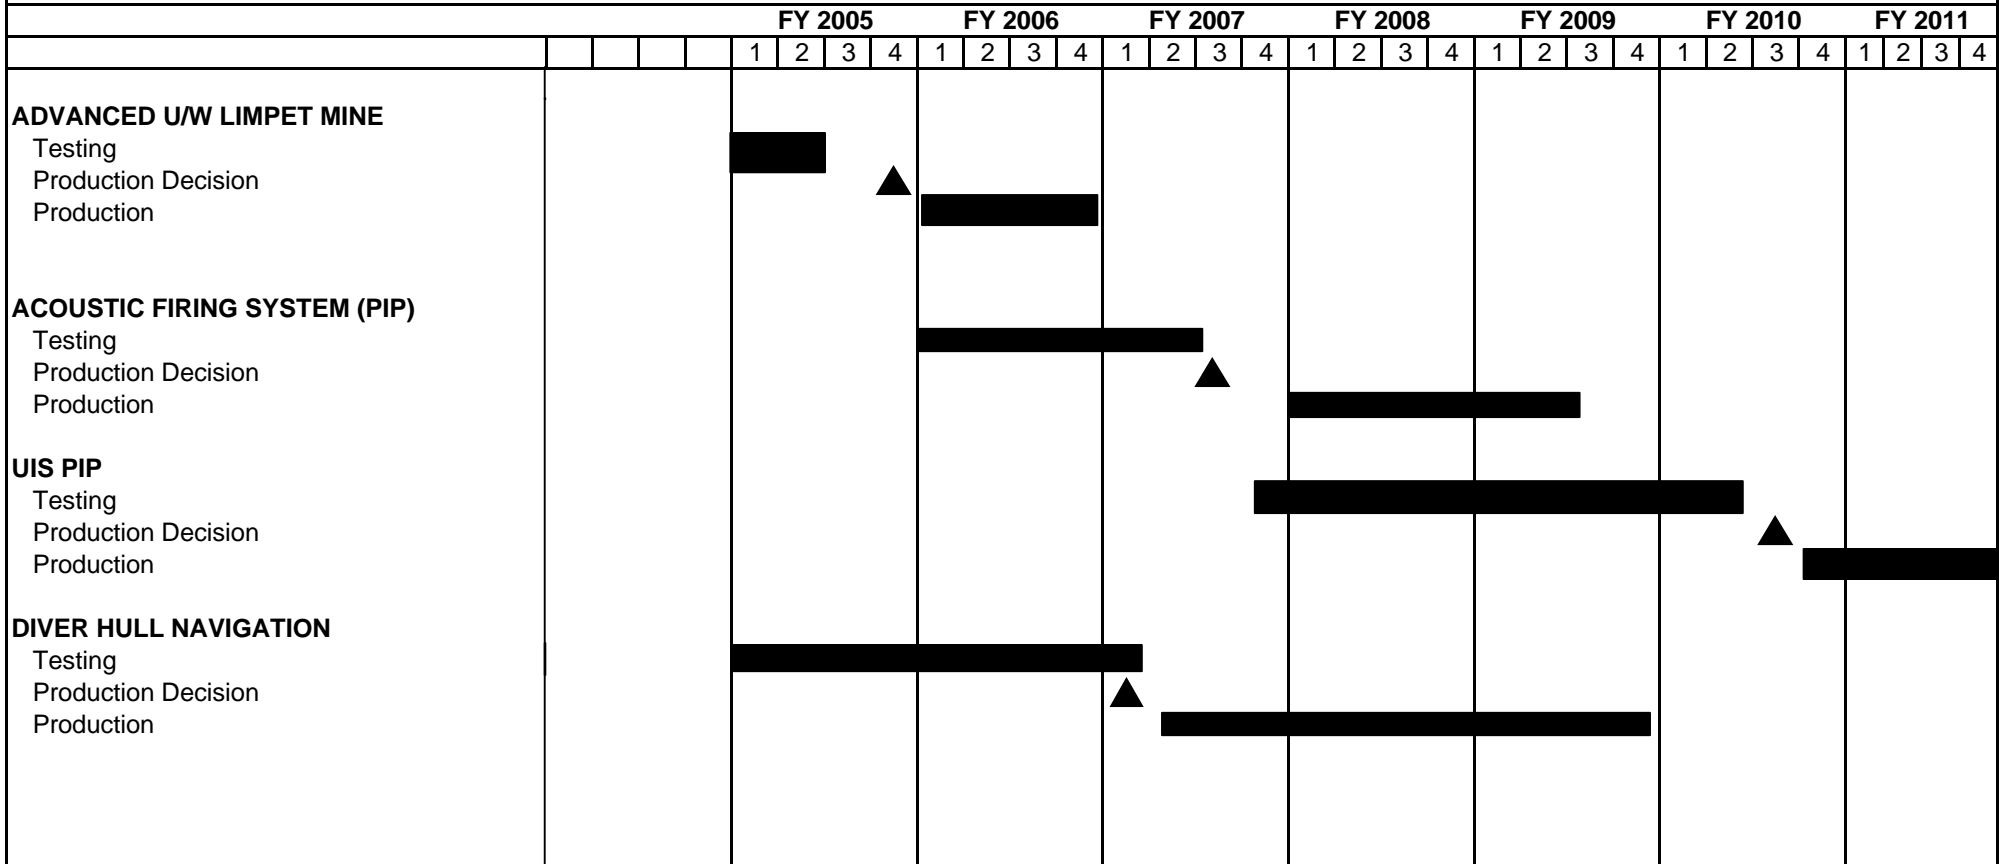 FY 2005 FY 2006 FY 2007 FY 2008 FY 2009 FY 2010 FY 2011
1 2 3 4 1 2 3 4 1 2 3 4 1 2 3 4 1 2 3 4 1 2 3 4 1 2 3 4
ADVANCED U/W LIMPET MINE
Testing
Production Decision
Production
ACOUSTIC FIRING SYSTEM (PIP)
Testing
Production Decision
Production
UIS PIP
Testing
Production Decision
Production
DIVER HULL NAVIGATION
Testing
Production Decision
Production